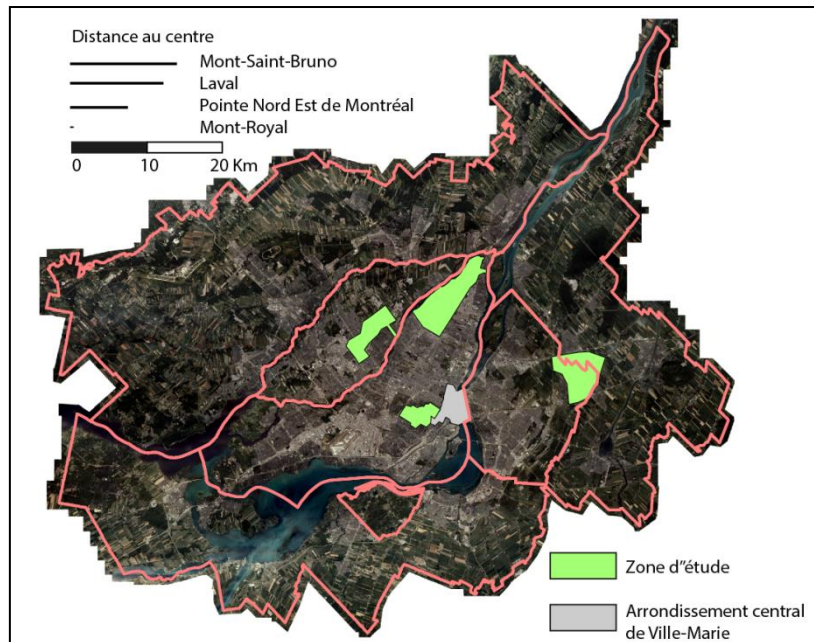 Distance au centre
Mont-Saint-Bruno
Laval
Pointe Nord Est de Montréal
Mont-Royal
0 10 20 Km
Zone d"étude
Arrondissement central
de Ville-Marie